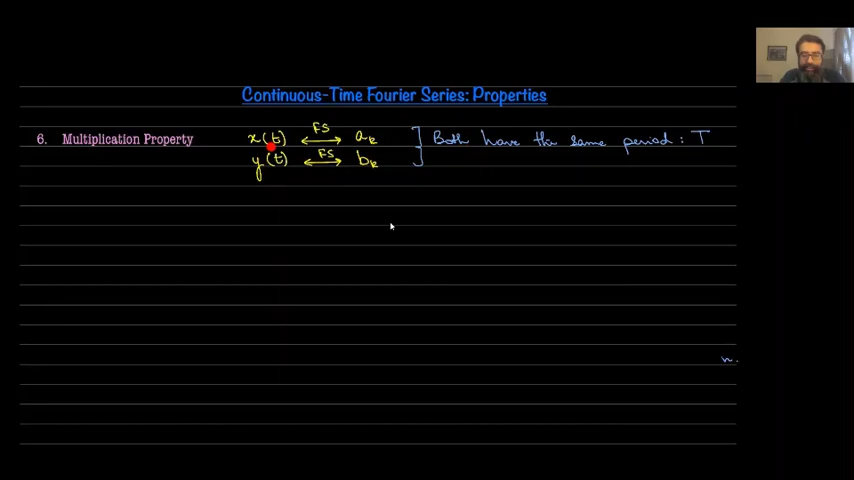 Continuous-Time Fourier Series: Properties
6. Multiplication Property x(t) <-FS-> a_k } Both have the same period : T
y(t) <-FS-> b_k
n.